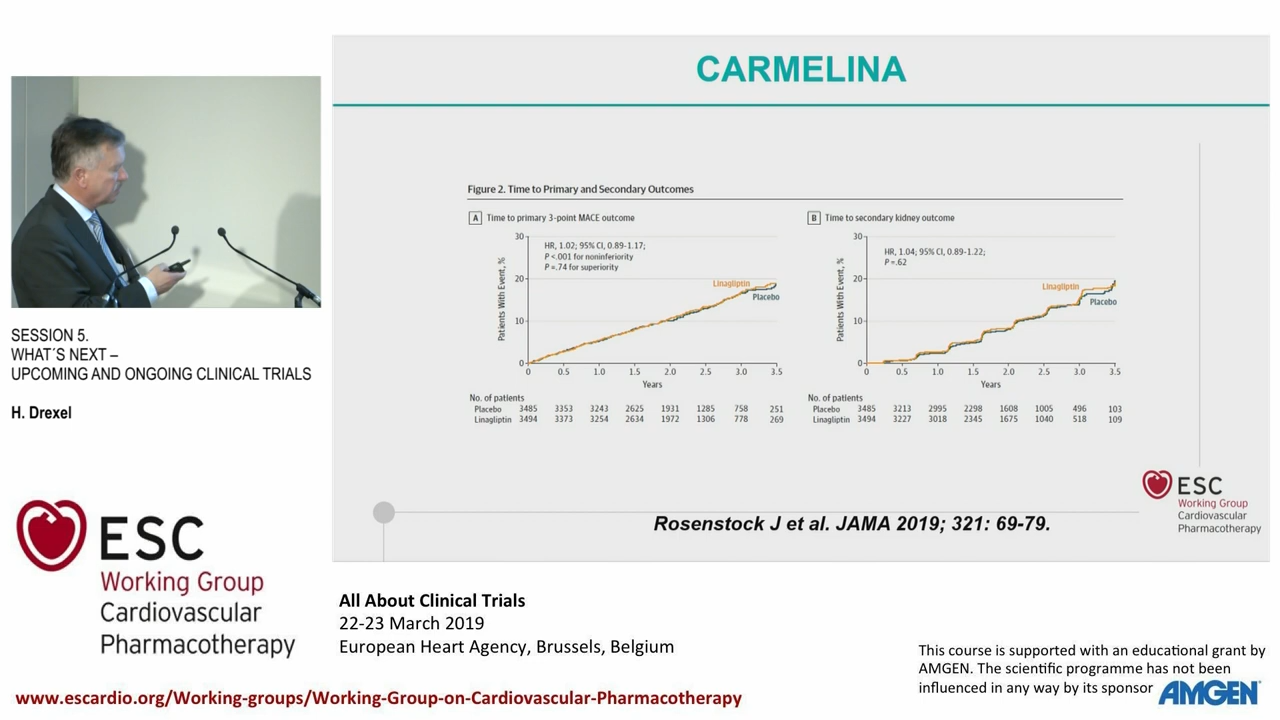 CARMELINA
Figure 2. Time to Primary and Secondary Outcomes
A Time to primary 3-point MACE outcome
30
20
10
0
Patients With Event, %
HR, 1.02; 95% CI, 0.89-1.17;
P <.001 for noninferiority
P =.74 for superiority
Linagliptin
Placebo
0 0.5 1.0 1.5 2.0 2.5 3.0 3.5
Years
No. of patients
Placebo 3485 3353 3243 2625 1931 1285 758 251
Linagliptin 3494 3373 3254 2634 1972 1306 778 269
B Time to secondary kidney outcome
30
20
10
0
Patients With Event, %
HR, 1.04; 95% CI, 0.89-1.22;
P =.62
Linagliptin
Placebo
0 0.5 1.0 1.5 2.0 2.5 3.0 3.5
Years
No. of patients
Placebo 3485 3213 2995 2298 1608 1005 496 103
Linagliptin 3494 3227 3018 2345 1675 1040 518 109
Rosenstock J et al. JAMA 2019; 321: 69-79.
ESC
Working Group
Cardiovascular
Pharmacotherapy
SESSION 5.
WHAT´S NEXT –
UPCOMING AND ONGOING CLINICAL TRIALS
H. Drexel
ESC
Working Group
Cardiovascular
Pharmacotherapy
All About Clinical Trials
22-23 March 2019
European Heart Agency, Brussels, Belgium
This course is supported with an educational grant by
AMGEN. The scientific programme has not been
influenced in any way by its sponsor
AMGEN
www.escardio.org/Working-groups/Working-Group-on-Cardiovascular-Pharmacotherapy